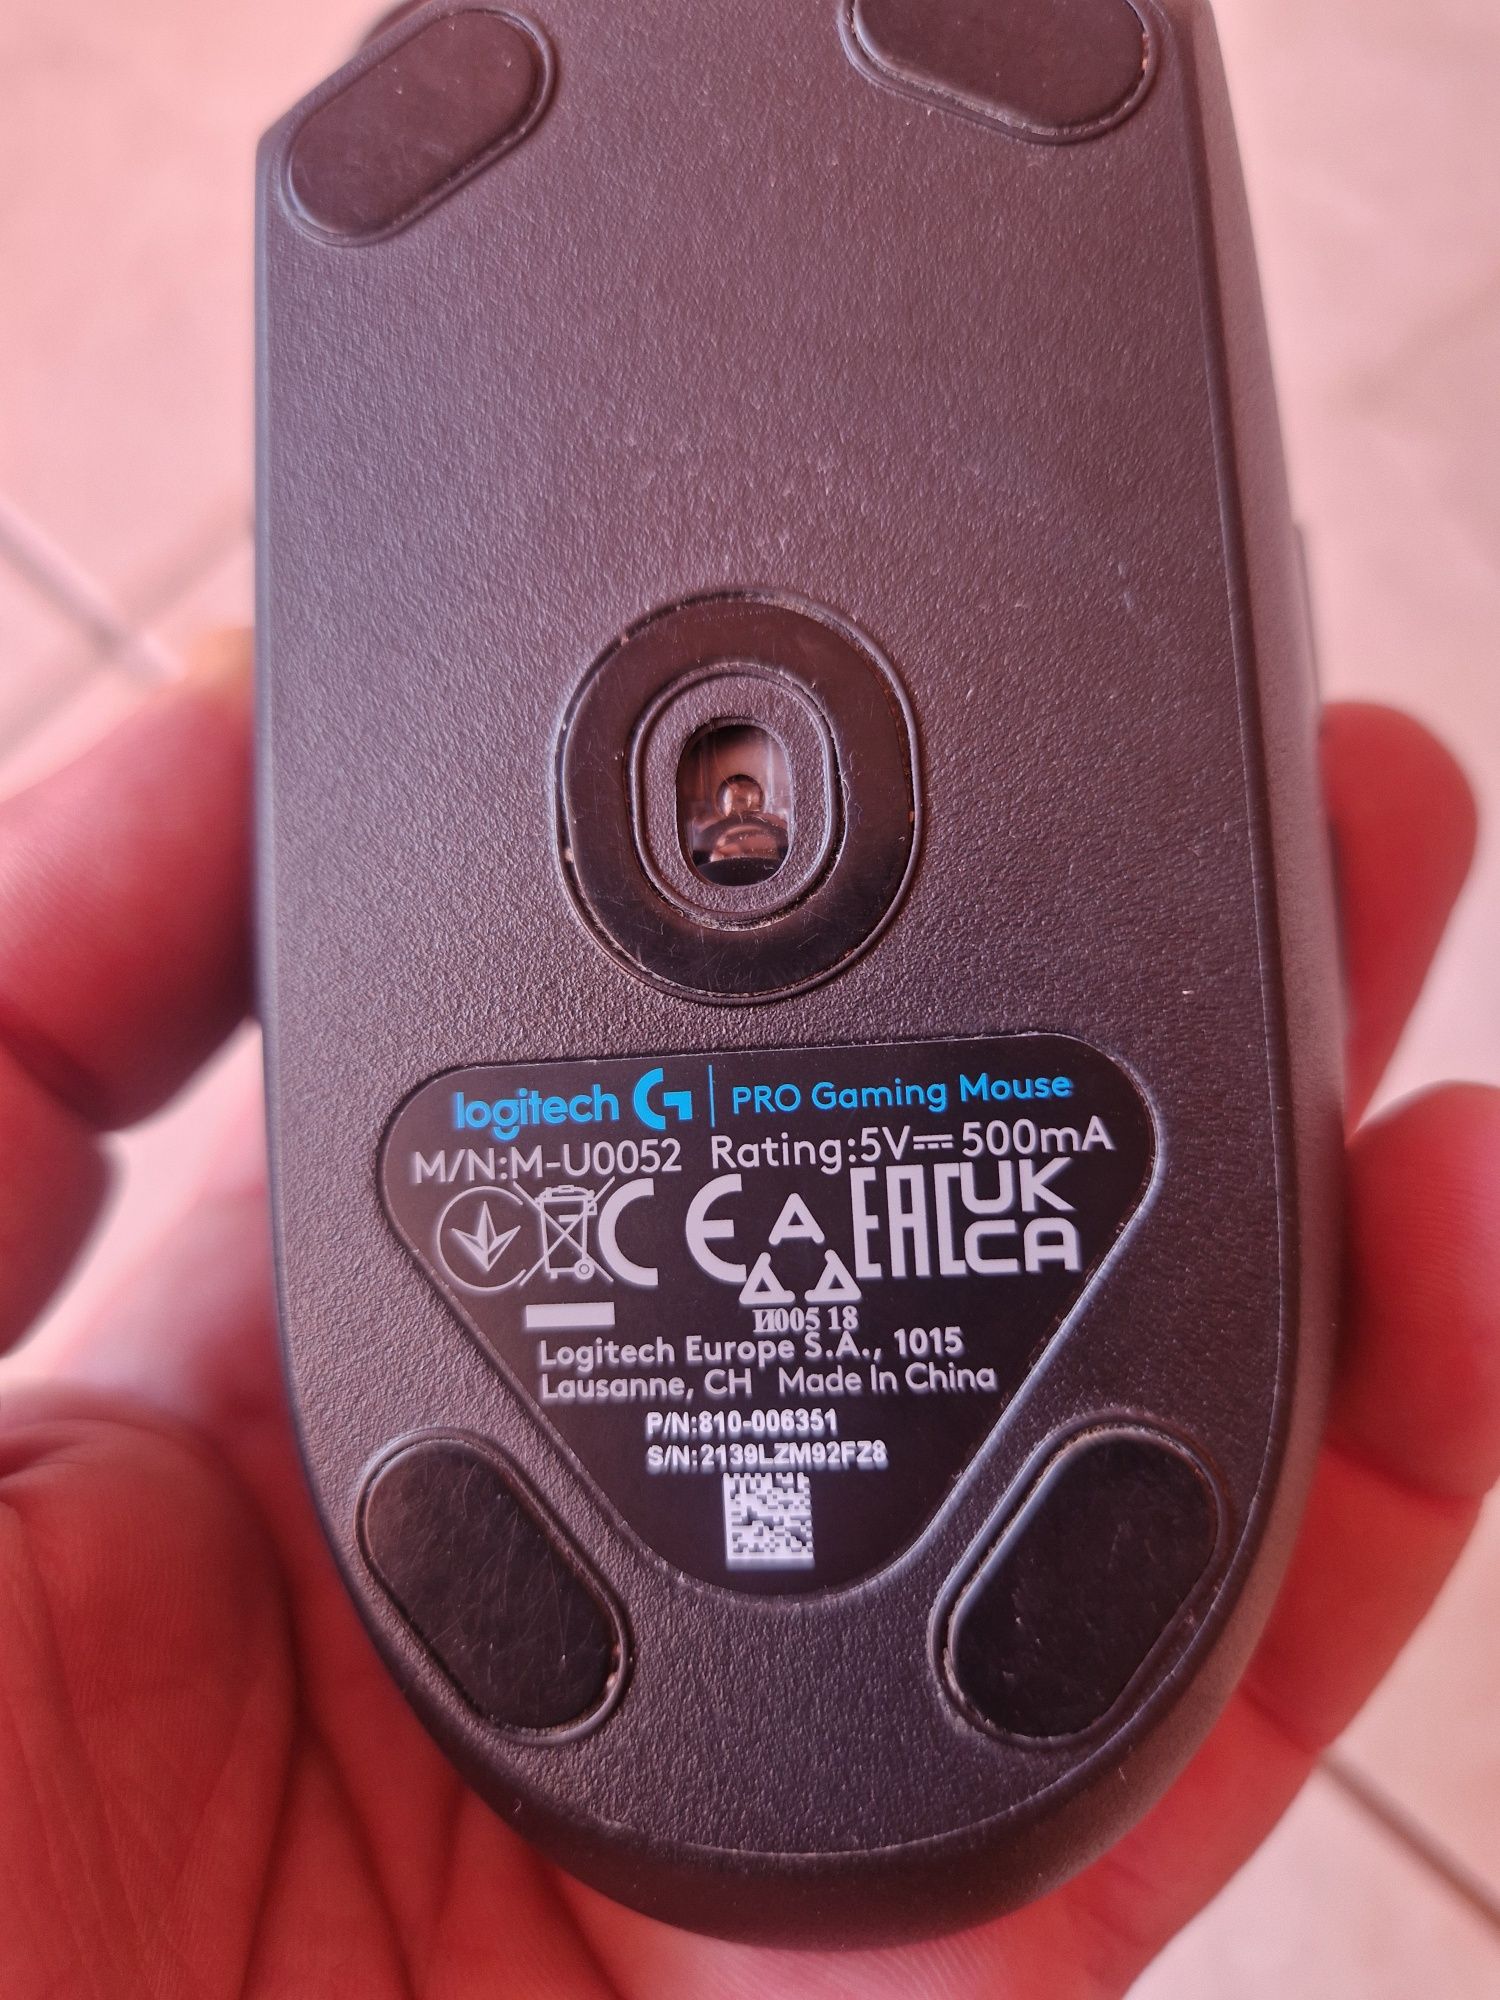 logitech G | PRO Gaming Mouse
M/N:M-U0052 Rating:5V⎓500mA
CE EAC UK CA
И005 18
Logitech Europe S.A., 1015
Lausanne, CH Made In China
P/N:810-006351
S/N:2139LZM92FZ8